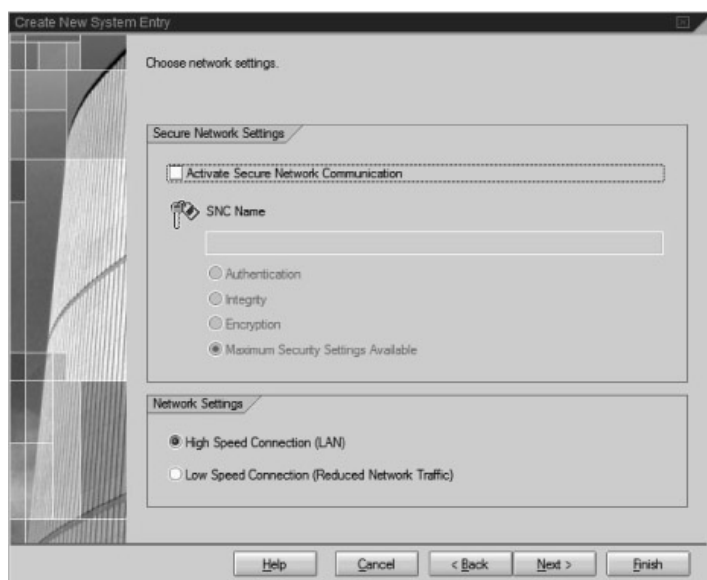 Create New System Entry
Choose network settings.
Secure Network Settings
Activate Secure Network Communication
SNC Name
Authentication
Integrity
Encryption
Maximum Security Settings Available
Network Settings
High Speed Connection (LAN)
Low Speed Connection (Reduced Network Traffic)
Help Cancel < Back Next > Finish